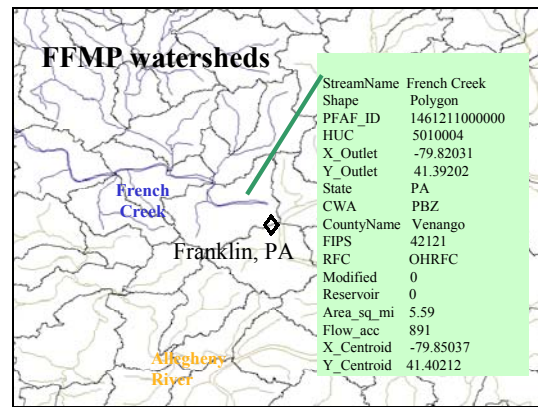 FFMP watersheds
French
Creek
Franklin, PA
Allegheny
River
StreamName French Creek
Shape Polygon
PFAF_ID 1461211000000
HUC 5010004
X_Outlet -79.82031
Y_Outlet 41.39202
State PA
CWA PBZ
CountyName Venango
FIPS 42121
RFC OHRFC
Modified 0
Reservoir 0
Area_sq_mi 5.59
Flow_acc 891
X_Centroid -79.85037
Y_Centroid 41.40212